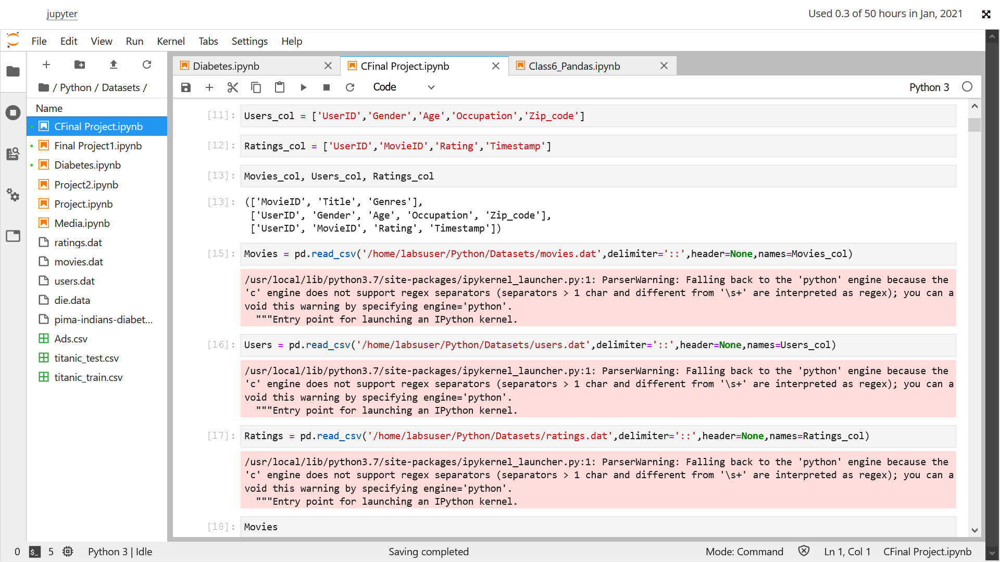 jupyter
Used 0.3 of 50 hours in Jan, 2021
File Edit View Run Kernel Tabs Settings Help
/ Python / Datasets /
Name
CFinal Project.ipynb
Final Project1.ipynb
Diabetes.ipynb
Project2.ipynb
Project.ipynb
Media.ipynb
ratings.dat
movies.dat
users.dat
die.data
pima-indians-diabet...
Ads.csv
titanic_test.csv
titanic_train.csv
Diabetes.ipynb CFinal Project.ipynb Class6_Pandas.ipynb
Code Python 3
[11]: Users_col = ['UserID','Gender','Age','Occupation','Zip_code']
[12]: Ratings_col = ['UserID','MovieID','Rating','Timestamp']
[13]: Movies_col, Users_col, Ratings_col
[13]: (['MovieID', 'Title', 'Genres'],
['UserID', 'Gender', 'Age', 'Occupation', 'Zip_code'],
['UserID', 'MovieID', 'Rating', 'Timestamp'])
[15]: Movies = pd.read_csv('/home/labsuser/Python/Datasets/movies.dat',delimiter='::',header=None,names=Movies_col)
/usr/local/lib/python3.7/site-packages/ipykernel_launcher.py:1: ParserWarning: Falling back to the 'python' engine because the
'c' engine does not support regex separators (separators > 1 char and different from '\s+' are interpreted as regex); you can a
void this warning by specifying engine='python'.
"""Entry point for launching an IPython kernel.
[16]: Users = pd.read_csv('/home/labsuser/Python/Datasets/users.dat',delimiter='::',header=None,names=Users_col)
/usr/local/lib/python3.7/site-packages/ipykernel_launcher.py:1: ParserWarning: Falling back to the 'python' engine because the
'c' engine does not support regex separators (separators > 1 char and different from '\s+' are interpreted as regex); you can a
void this warning by specifying engine='python'.
"""Entry point for launching an IPython kernel.
[17]: Ratings = pd.read_csv('/home/labsuser/Python/Datasets/ratings.dat',delimiter='::',header=None,names=Ratings_col)
/usr/local/lib/python3.7/site-packages/ipykernel_launcher.py:1: ParserWarning: Falling back to the 'python' engine because the
'c' engine does not support regex separators (separators > 1 char and different from '\s+' are interpreted as regex); you can a
void this warning by specifying engine='python'.
"""Entry point for launching an IPython kernel.
[18]: Movies
0 $_ 5 Python 3 | Idle Saving completed Mode: Command Ln 1, Col 1 CFinal Project.ipynb